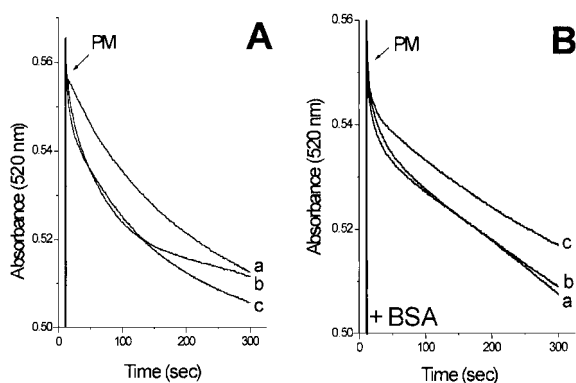 A
PM
Absorbance (520 nm)
0.56
0.54
0.52
0.50
a
b
c
0
100
200
300
Time (sec)
B
PM
Absorbance (520 nm)
0.56
0.54
0.52
0.50
c
b
a
+ BSA
0
100
200
300
Time (sec)